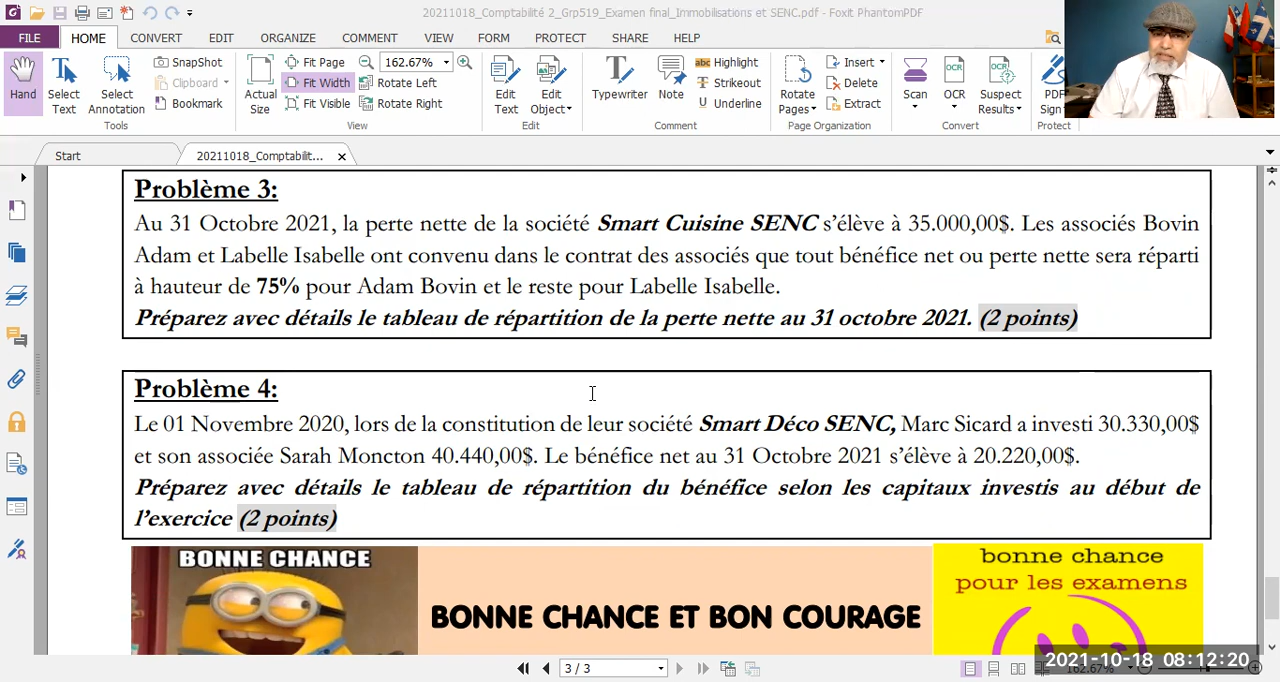 20211018_Comptabilité 2_Grp519_Examen final_Immobilisations et SENC.pdf - Foxit PhantomPDF
FILE HOME CONVERT EDIT ORGANIZE COMMENT VIEW FORM PROTECT SHARE HELP
SnapShot Fit Page 162.67% abc Highlight Insert
Clipboard Fit Width Rotate Left Strikeout Delete
Bookmark Fit Visible Rotate Right U Underline Extract
Hand Select Text Select Annotation Actual Size Edit Text Edit Object Typewriter Note Rotate Pages Scan OCR Suspect Results PDF Sign
Tools View Edit Comment Page Organization Convert Protect
Start 20211018_Comptabilit...
Problème 3:
Au 31 Octobre 2021, la perte nette de la société Smart Cuisine SENC s’élève à 35.000,00$. Les associés Bovin
Adam et Labelle Isabelle ont convenu dans le contrat des associés que tout bénéfice net ou perte nette sera réparti
à hauteur de 75% pour Adam Bovin et le reste pour Labelle Isabelle.
Préparez avec détails le tableau de répartition de la perte nette au 31 octobre 2021. (2 points)
Problème 4:
Le 01 Novembre 2020, lors de la constitution de leur société Smart Déco SENC, Marc Sicard a investi 30.330,00$
et son associée Sarah Moncton 40.440,00$. Le bénéfice net au 31 Octobre 2021 s’élève à 20.220,00$.
Préparez avec détails le tableau de répartition du bénéfice selon les capitaux investis au début de
l’exercice (2 points)
BONNE CHANCE
BONNE CHANCE ET BON COURAGE
bonne chance
pour les examens
3 / 3
2021-10-18 08:12:20
162.67%